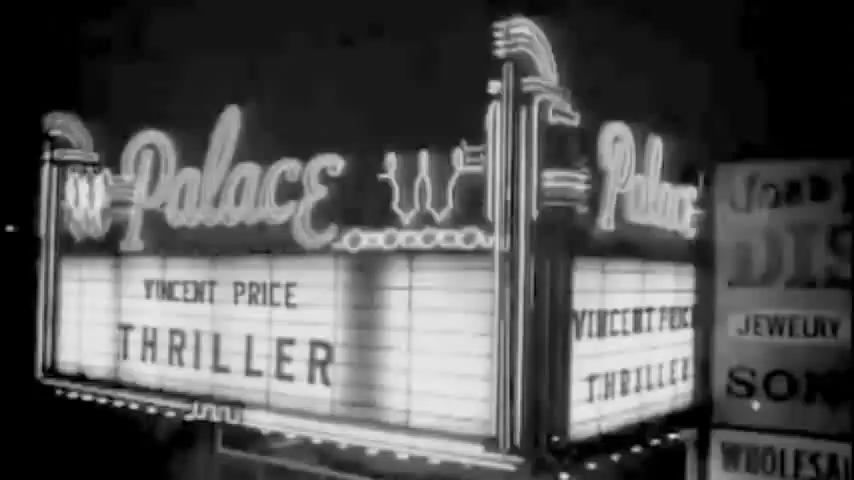 Palace
VINCENT PRICE
THRILLER
Palace
VINCENT PRICE
THRILLER
JEWELRY